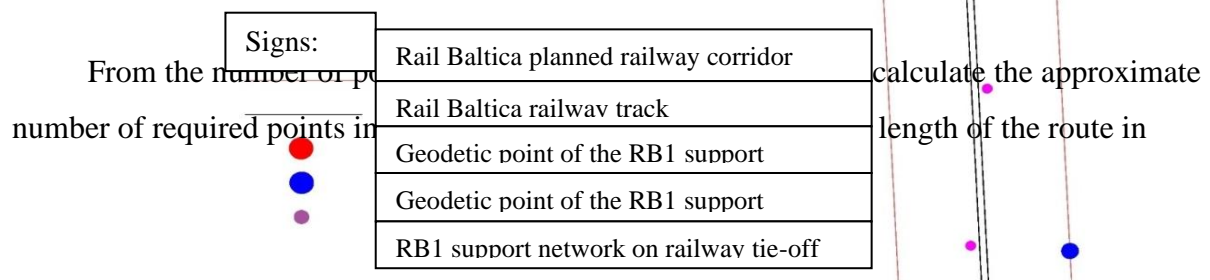 Signs:
Rail Baltica planned railway corridor
From the number of calculate the approximate
Rail Baltica railway track
number of required points in length of the route in
Geodetic point of the RB1 support
Geodetic point of the RB1 support
RB1 support network on railway tie-off